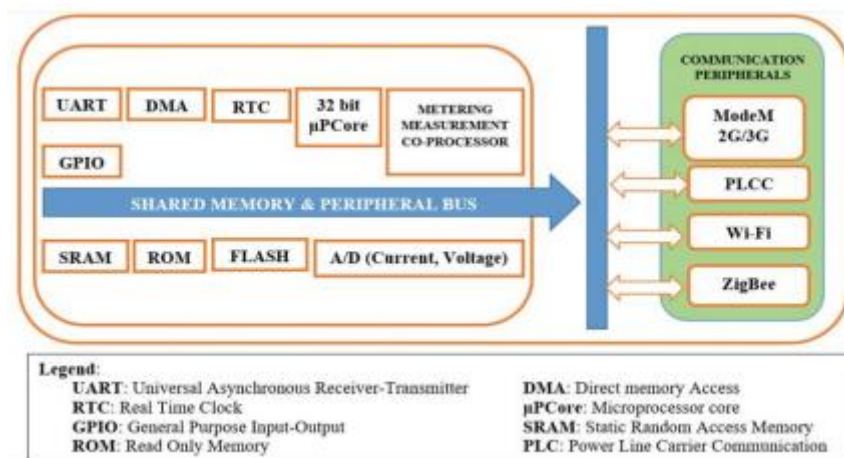 COMMUNICATION
PERIPHERALS
UART
DMA
RTC
32 bit
μPCore
METERING
MEASUREMENT
CO-PROCESSOR
GPIO
SHARED MEMORY & PERIPHERAL BUS
SRAM
ROM
FLASH
A/D (Current, Voltage)
ModeM
2G/3G
PLCC
Wi-Fi
ZigBee
Legend:
UART: Universal Asynchronous Receiver-Transmitter
RTC: Real Time Clock
GPIO: General Purpose Input-Output
ROM: Read Only Memory
DMA: Direct memory Access
μPCore: Microprocessor core
SRAM: Static Random Access Memory
PLC: Power Line Carrier Communication